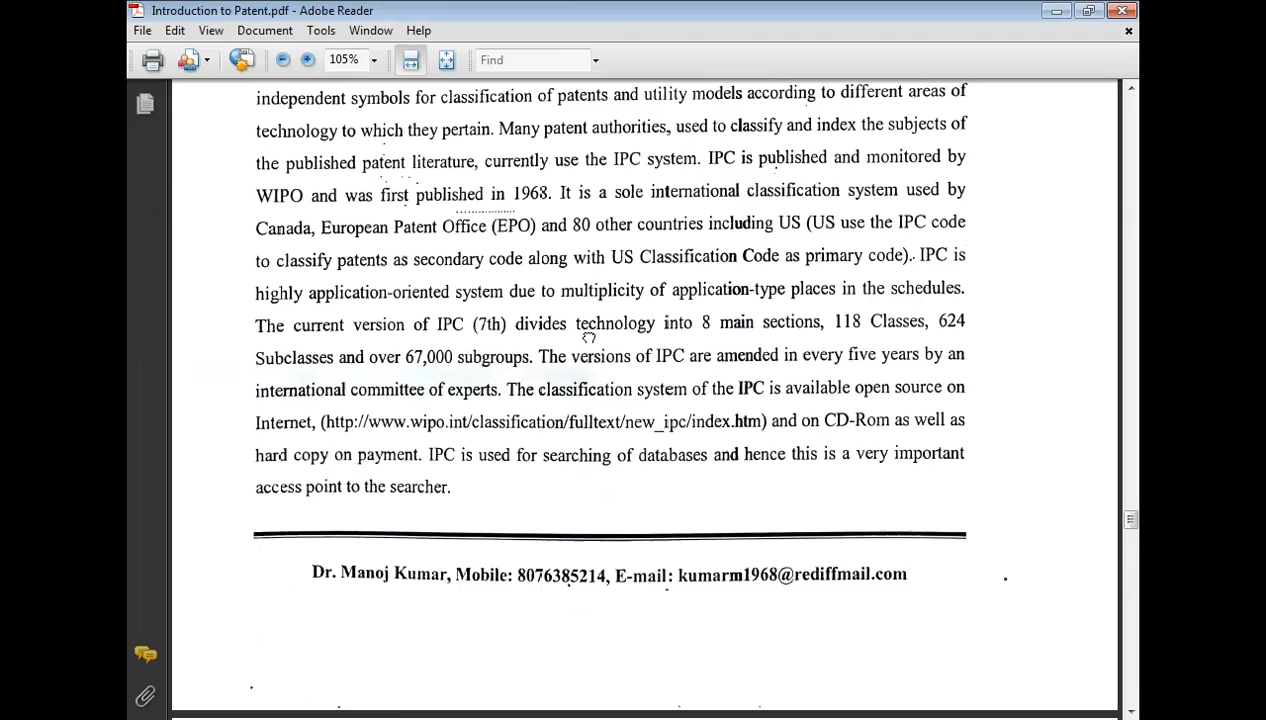 Introduction to Patent.pdf - Adobe Reader
File Edit View Document Tools Window Help
105% Find
independent symbols for classification of patents and utility models according to different areas of
technology to which they pertain. Many patent authorities, used to classify and index the subjects of
the published patent literature, currently use the IPC system. IPC is published and monitored by
WIPO and was first published in 1968. It is a sole international classification system used by
Canada, European Patent Office (EPO) and 80 other countries including US (US use the IPC code
to classify patents as secondary code along with US Classification Code as primary code). IPC is
highly application-oriented system due to multiplicity of application-type places in the schedules.
The current version of IPC (7th) divides technology into 8 main sections, 118 Classes, 624
Subclasses and over 67,000 subgroups. The versions of IPC are amended in every five years by an
international committee of experts. The classification system of the IPC is available open source on
Internet, (http://www.wipo.int/classification/fulltext/new_ipc/index.htm) and on CD-Rom as well as
hard copy on payment. IPC is used for searching of databases and hence this is a very important
access point to the searcher.
Dr. Manoj Kumar, Mobile: 8076385214, E-mail: kumarm1968@rediffmail.com